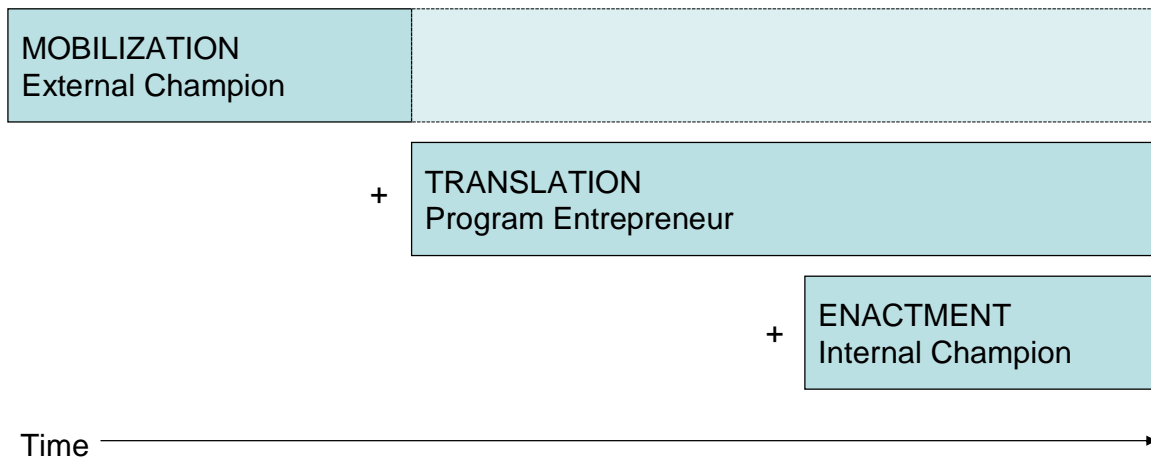 MOBILIZATION
External Champion
+
TRANSLATION
Program Entrepreneur
+
ENACTMENT
Internal Champion
Time